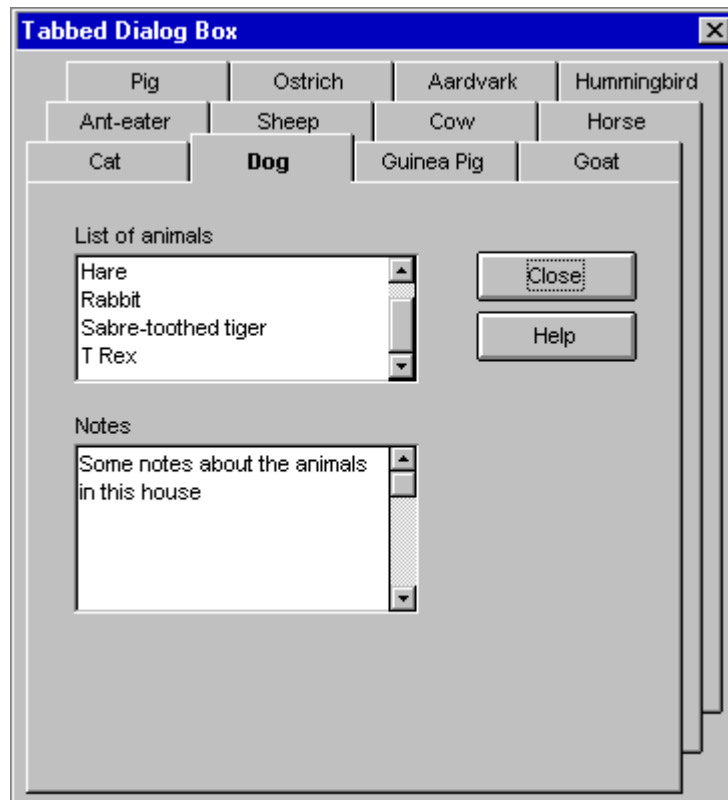 Tabbed Dialog Box
Pig Ostrich Aardvark Hummingbird
Ant-eater Sheep Cow Horse
Cat Dog Guinea Pig Goat
List of animals
Hare
Rabbit
Sabre-toothed tiger
T Rex
Close
Help
Notes
Some notes about the animals
in this house